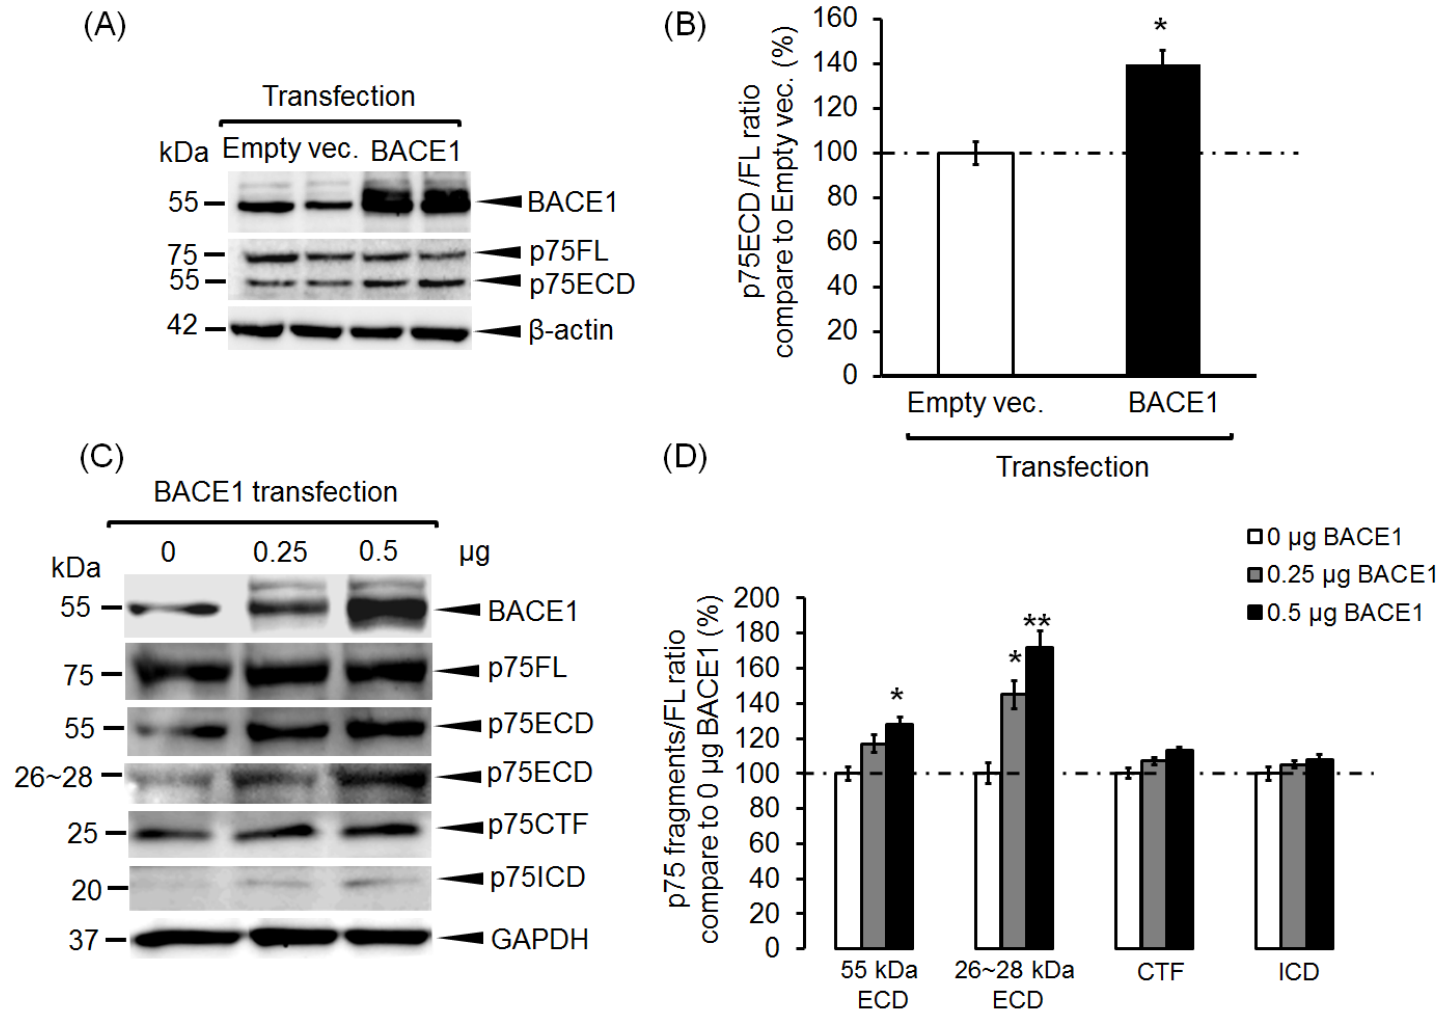 (A)
Transfection
kDa Empty vec. BACE1
55 BACE1
75 p75FL
55 p75ECD
42 β-actin
(B)
p75ECD /FL ratio
compare to Empty vec. (%)
160
140
120
100
80
60
40
20
0
*
Empty vec. BACE1
Transfection
(C)
BACE1 transfection
0 0.25 0.5 μg
kDa
55 BACE1
75 p75FL
55 p75ECD
26~28 p75ECD
25 p75CTF
20 p75ICD
37 GAPDH
(D)
0 μg BACE1
0.25 μg BACE1
0.5 μg BACE1
p75 fragments/FL ratio
compare to 0 μg BACE1 (%)
200
180
160
140
120
100
80
60
40
20
0
*
*
**
55 kDa
ECD
26~28 kDa
ECD
CTF
ICD